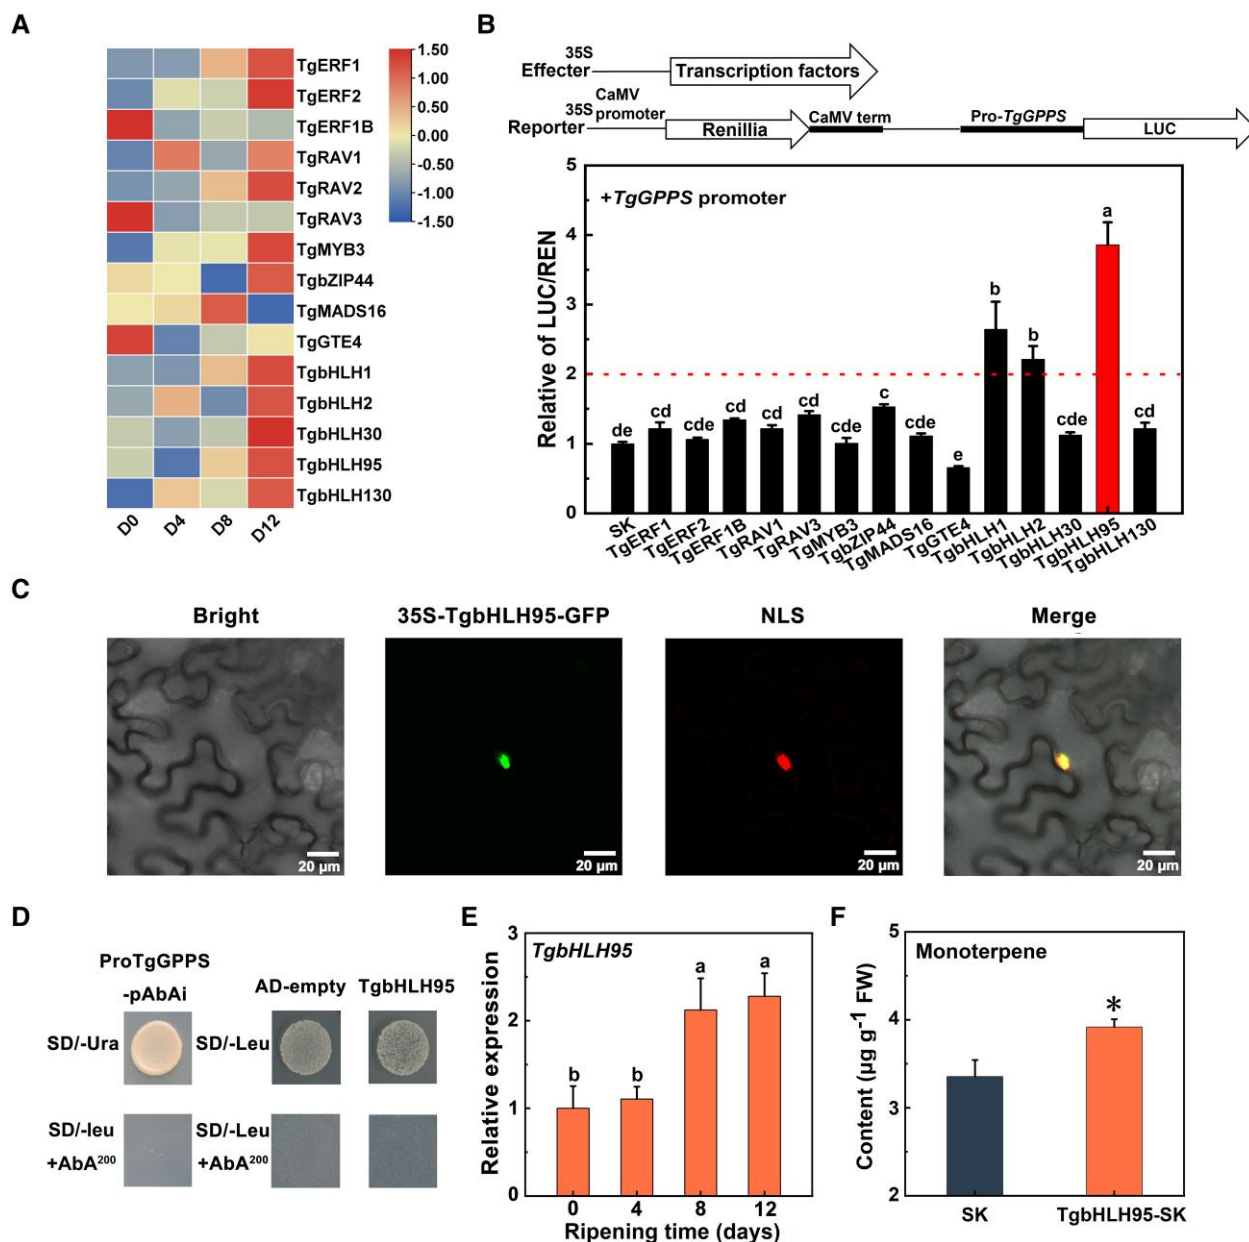 A
1.50
1.00
0.50
0.00
-0.50
-1.00
-1.50
TgERF1
TgERF2
TgERF1B
TgRAV1
TgRAV2
TgRAV3
TgMYB3
TgbZIP44
TgMADS16
TgGTE4
TgbHLH1
TgbHLH2
TgbHLH30
TgbHLH95
TgbHLH130
D0 D4 D8 D12
B
35S
Effecter
Transcription factors
CaMV
35S promoter
Reporter
Renillia
CaMV term
Pro-TgGPPS
LUC
+TgGPPS promoter
Relative of LUC/REN
5
4
3
2
1
0
de cd cde cd cd cd cde c cde e b b cde a cd
SK TgERF1 TgERF2 TgERF1B TgRAV1 TgRAV3 TgMYB3 TgbZIP44 TgMADS16 TgGTE4 TgbHLH1 TgbHLH2 TgbHLH30 TgbHLH95 TgbHLH130
C
Bright 35S-TgbHLH95-GFP NLS Merge
20 µm 20 µm 20 µm 20 µm
D
ProTgGPPS
-pAbAi
AD-empty TgbHLH95
SD/-Ura SD/-Leu
SD/-leu SD/-Leu
+AbA²⁰⁰ +AbA²⁰⁰
E
TgbHLH95
Relative expression
3
2
1
0
b b a a
0 4 8 12
Ripening time (days)
F
Monoterpene
Content (µg g⁻¹ FW)
5
4
3
2
*
SK TgbHLH95-SK